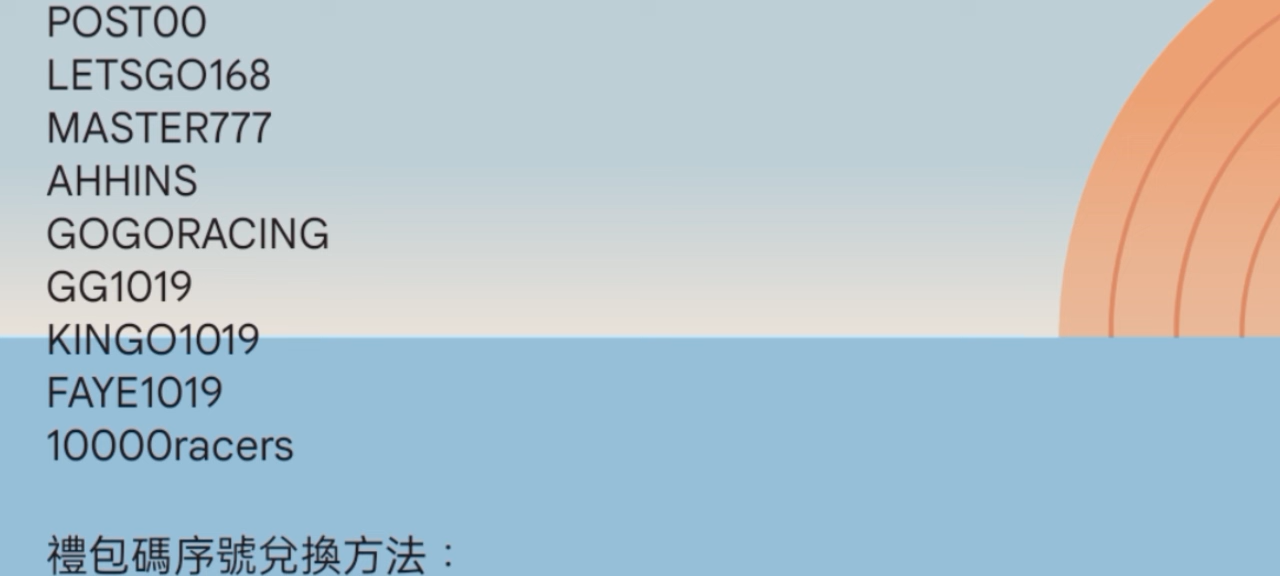 POST00
LETSGO168
MASTER777
AHHINS
GOGORACING
GG1019
KINGO1019
FAYE1019
10000racers
禮包碼序號兌換方法：